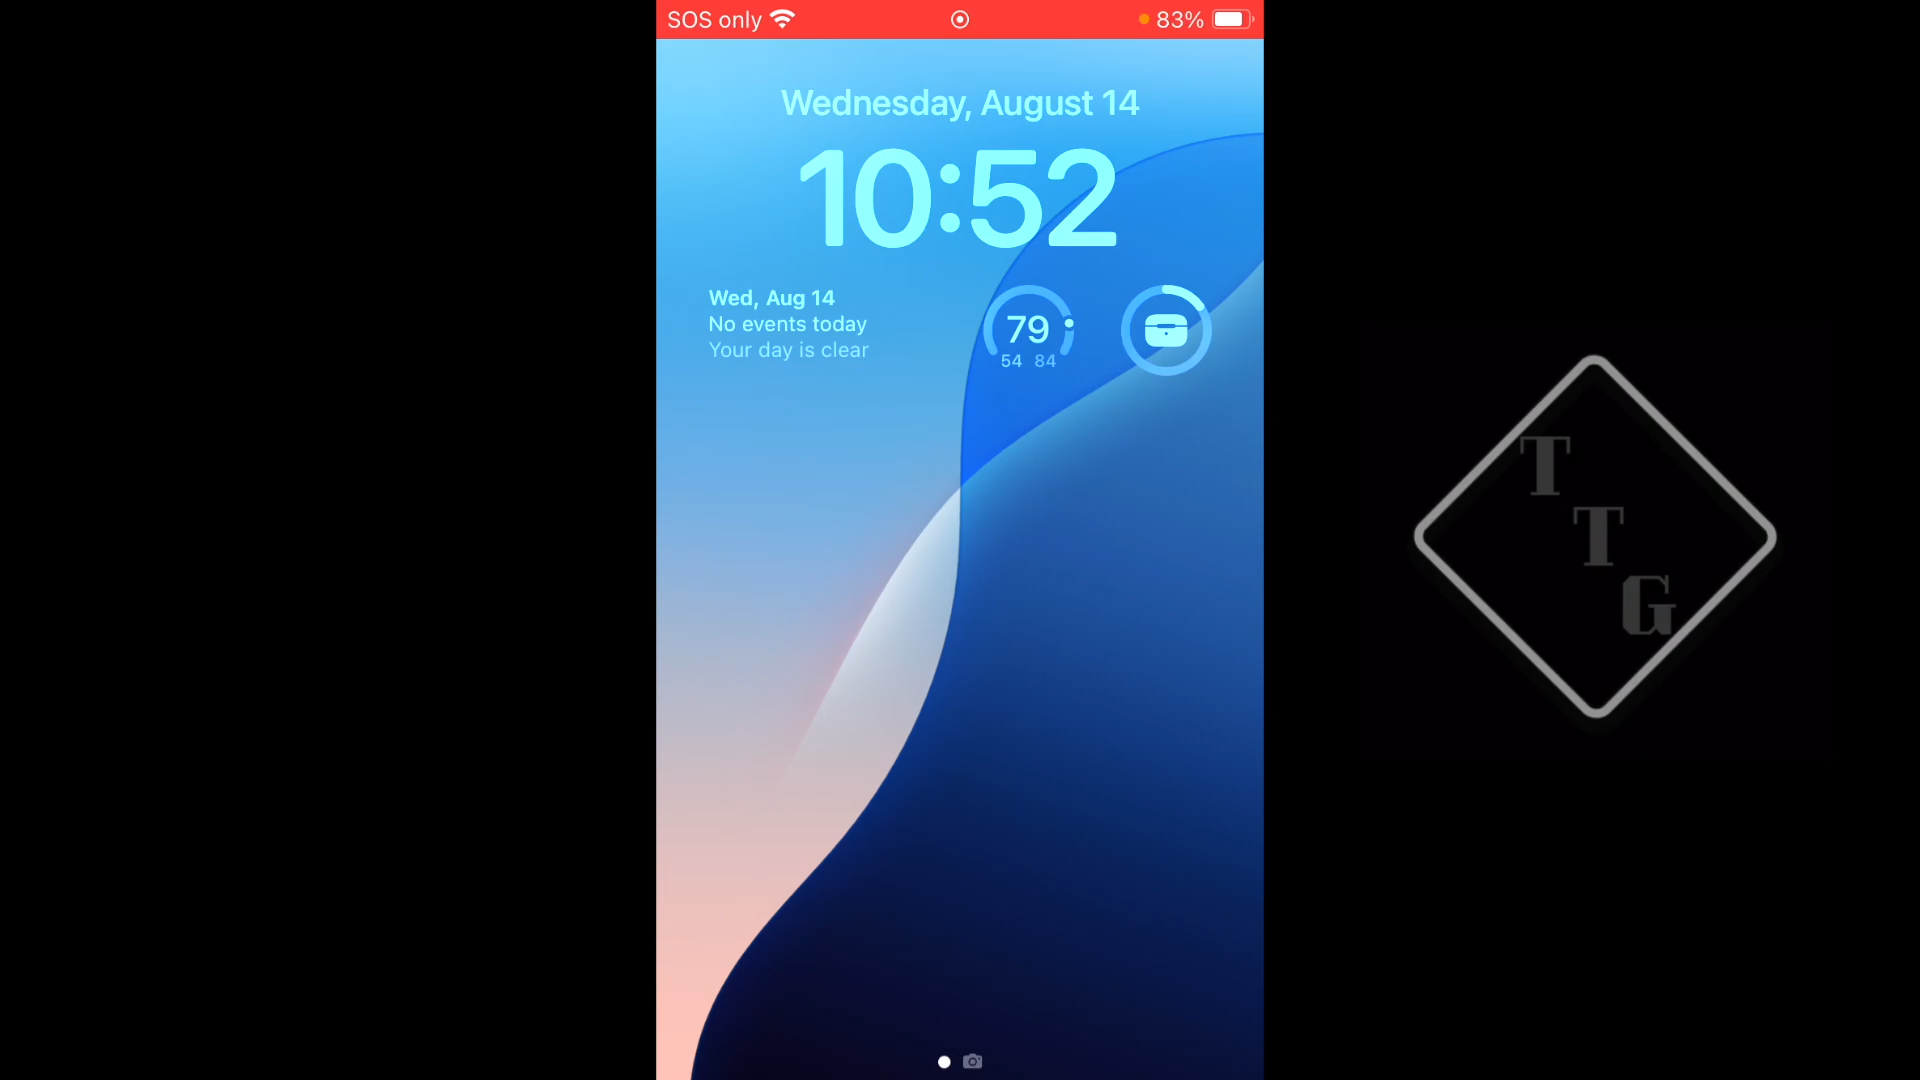 SOS only
83%
Wednesday, August 14
10:52
Wed, Aug 14
No events today
Your day is clear
79
54 84
T
T
G